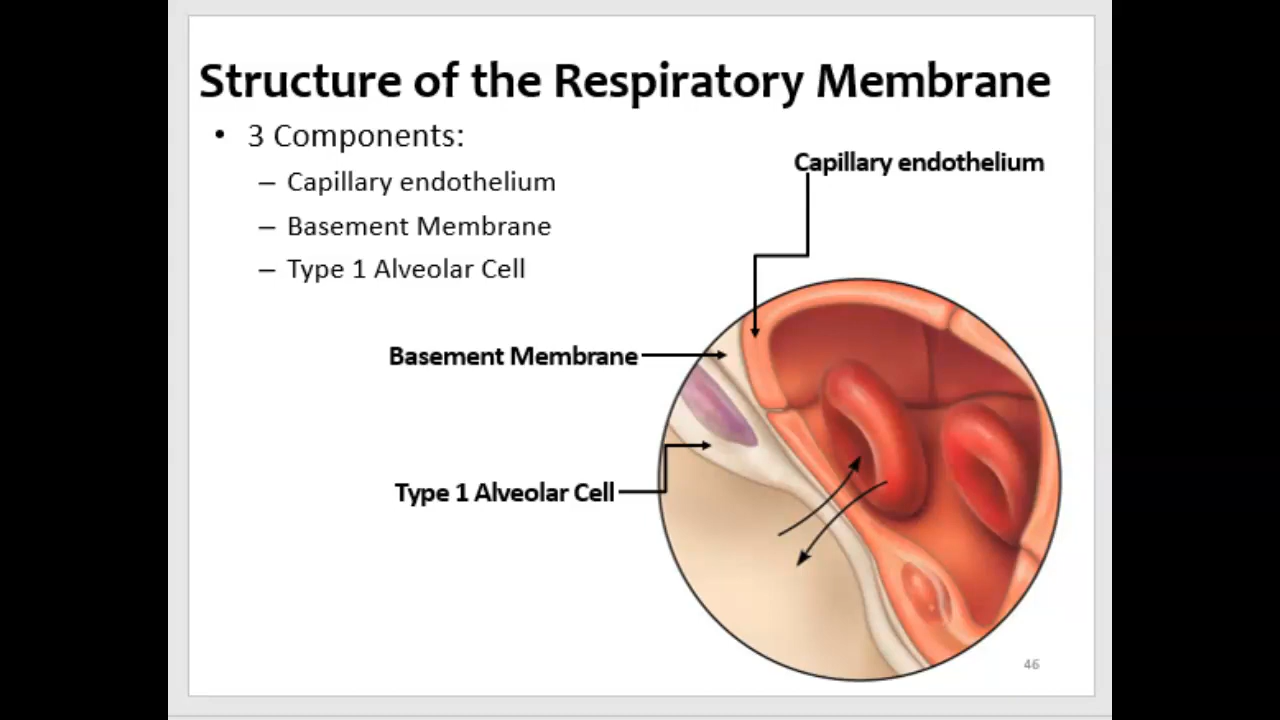 Structure of the Respiratory Membrane
• 3 Components:
– Capillary endothelium
– Basement Membrane
– Type 1 Alveolar Cell
Capillary endothelium
Basement Membrane
Type 1 Alveolar Cell
46